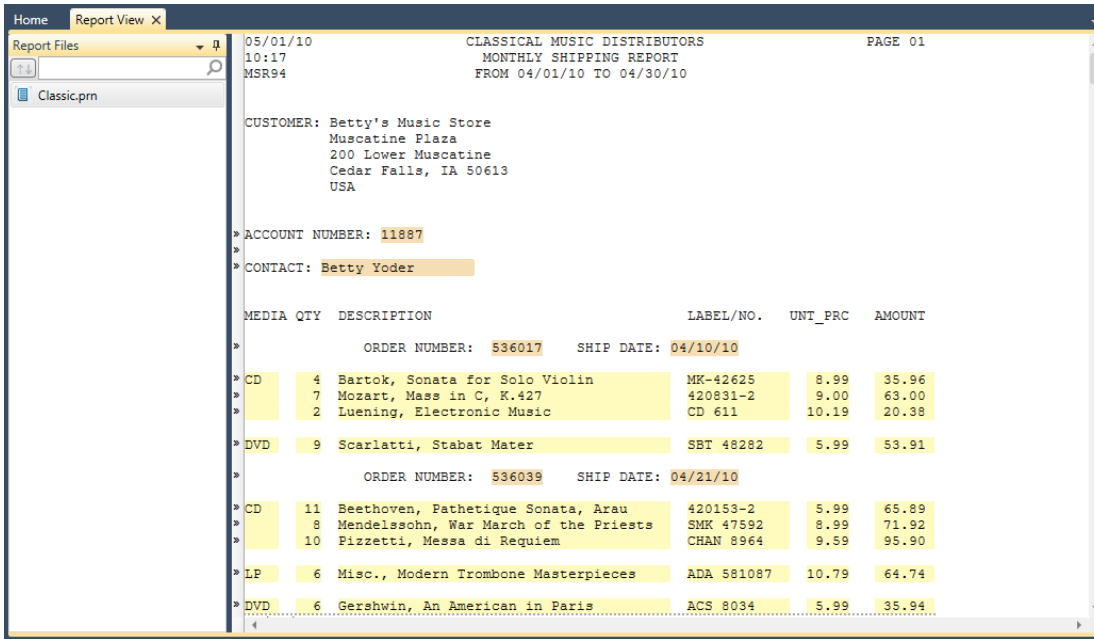 Home Report View X
Report Files
Classic.prn
05/01/10 CLASSICAL MUSIC DISTRIBUTORS PAGE 01
10:17 MONTHLY SHIPPING REPORT
MSR94 FROM 04/01/10 TO 04/30/10
CUSTOMER: Betty's Music Store
Muscatine Plaza
200 Lower Muscatine
Cedar Falls, IA 50613
USA
» ACCOUNT NUMBER: 11887
»
» CONTACT: Betty Yoder
MEDIA QTY DESCRIPTION LABEL/NO. UNT_PRC AMOUNT
» ORDER NUMBER: 536017 SHIP DATE: 04/10/10
» CD 4 Bartok, Sonata for Solo Violin MK-42625 8.99 35.96
» 7 Mozart, Mass in C, K.427 420831-2 9.00 63.00
» 2 Luening, Electronic Music CD 611 10.19 20.38
» DVD 9 Scarlatti, Stabat Mater SBT 48282 5.99 53.91
» ORDER NUMBER: 536039 SHIP DATE: 04/21/10
» CD 11 Beethoven, Pathetique Sonata, Arau 420153-2 5.99 65.89
» 8 Mendelssohn, War March of the Priests SMK 47592 8.99 71.92
» 10 Pizzetti, Messa di Requiem CHAN 8964 9.59 95.90
» LP 6 Misc., Modern Trombone Masterpieces ADA 581087 10.79 64.74
» DVD 6 Gershwin, An American in Paris ACS 8034 5.99 35.94